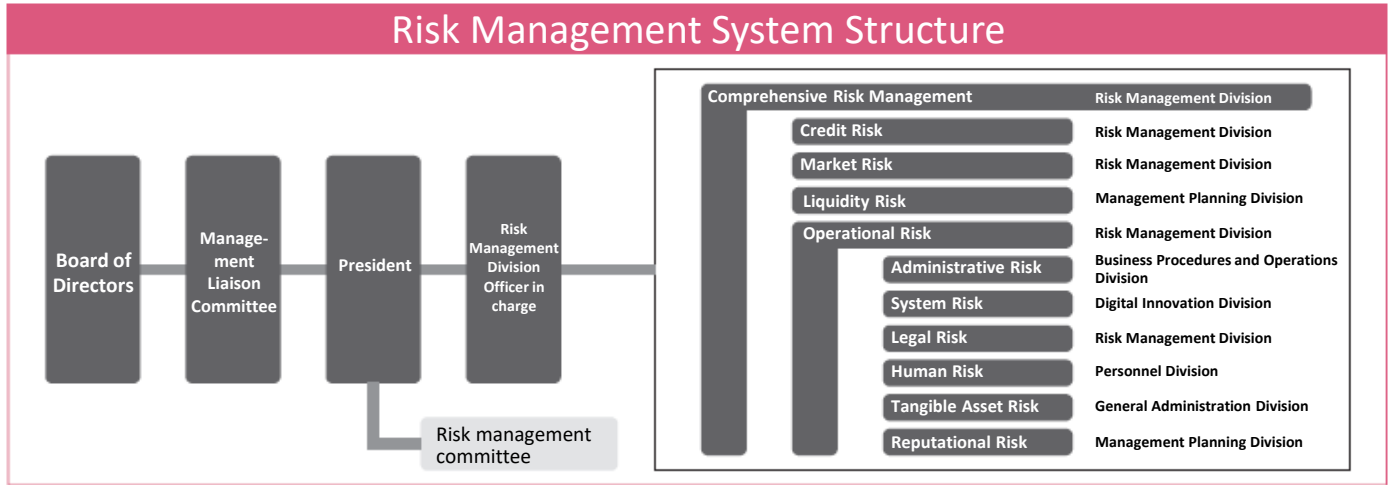 Risk Management System Structure
Board of
Directors
Manage-
ment
Liaison
Committee
President
Risk
Management
Division
Officer in
charge
Risk management
committee
Comprehensive Risk Management Risk Management Division
Credit Risk Risk Management Division
Market Risk Risk Management Division
Liquidity Risk Management Planning Division
Operational Risk Risk Management Division
Administrative Risk Business Procedures and Operations
Division
System Risk Digital Innovation Division
Legal Risk Risk Management Division
Human Risk Personnel Division
Tangible Asset Risk General Administration Division
Reputational Risk Management Planning Division